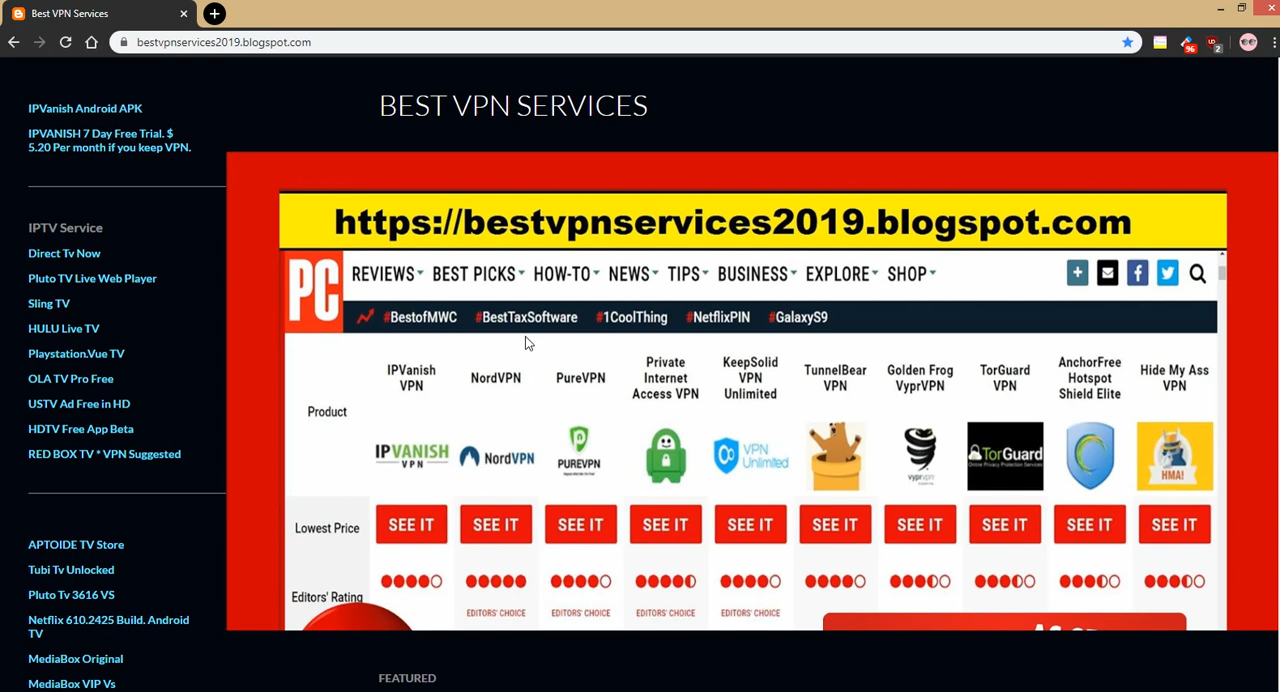 Best VPN Services
bestvpnservices2019.blogspot.com
96
UD
2
IPVanish Android APK
IPVANISH 7 Day Free Trial. $
5.20 Per month if you keep VPN.
IPTV Service
Direct Tv Now
Pluto TV Live Web Player
Sling TV
HULU Live TV
Playstation.Vue TV
OLA TV Pro Free
USTV Ad Free in HD
HDTV Free App Beta
RED BOX TV * VPN Suggested
APTOIDE TV Store
Tubi Tv Unlocked
Pluto Tv 3616 VS
Netflix 610.2425 Build. Android
TV
MediaBox Original
MediaBox VIP Vs
BEST VPN SERVICES
https://bestvpnservices2019.blogspot.com
PC
REVIEWS BEST PICKS HOW-TO NEWS TIPS BUSINESS EXPLORE SHOP
#BestofMWC #BestTaxSoftware #1CoolThing #NetflixPIN #GalaxyS9
Product
IPVanish
VPN
NordVPN
PureVPN
Private
Internet
Access VPN
KeepSolid
VPN
Unlimited
TunnelBear
VPN
Golden Frog
VyprVPN
TorGuard
VPN
AnchorFree
Hotspot
Shield Elite
Hide My Ass
VPN
IPVANISH
VPN
NordVPN
PUREVPN
VPN
Unlimited
vyprvpn
TorGuard
Online Privacy Protection Services
HMA!
Lowest Price
SEE IT SEE IT SEE IT SEE IT SEE IT SEE IT SEE IT SEE IT SEE IT SEE IT
Editors' Rating
EDITORS' CHOICE EDITORS' CHOICE EDITORS' CHOICE EDITORS' CHOICE
FEATURED